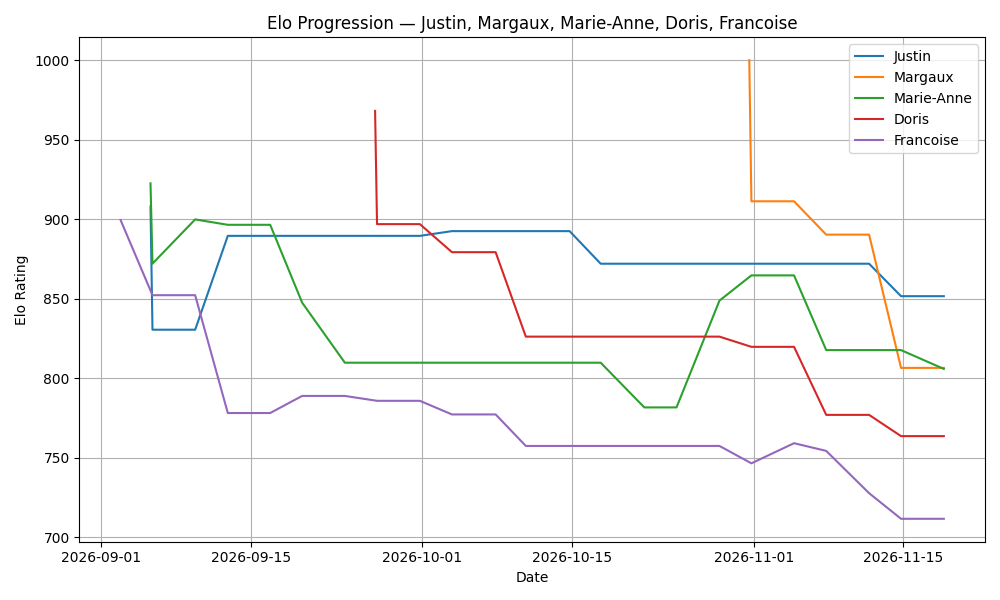 Elo Progression — Justin, Margaux, Marie-Anne, Doris, Francoise
Justin
Margaux
Marie-Anne
Doris
Francoise
Elo Rating
1000
950
900
850
800
750
700
2026-09-01
2026-09-15
2026-10-01
2026-10-15
2026-11-01
2026-11-15
Date